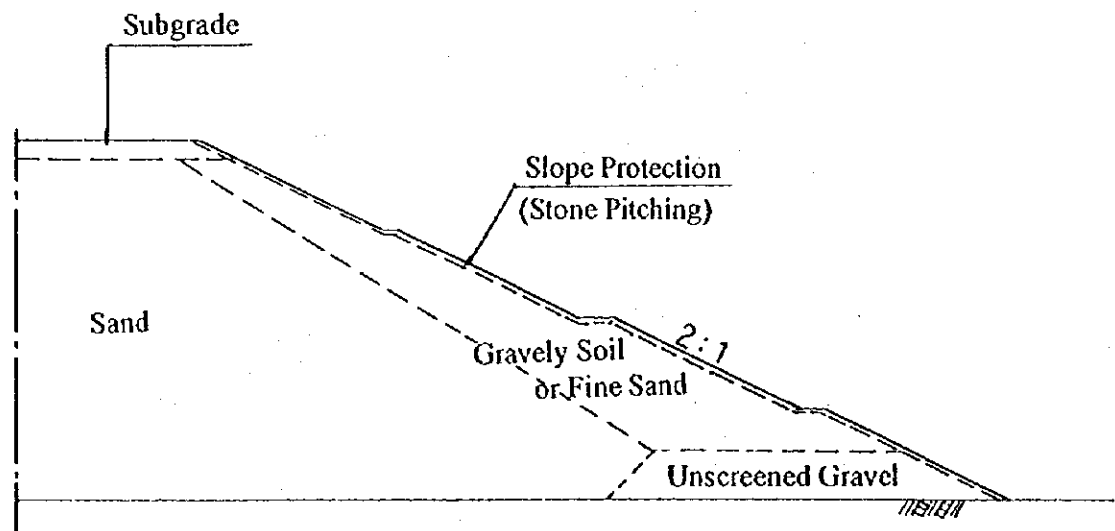 Subgrade
Slope Protection
(Stone Pitching)
Sand
2:1
Gravely Soil
or Fine Sand
Unscreened Gravel